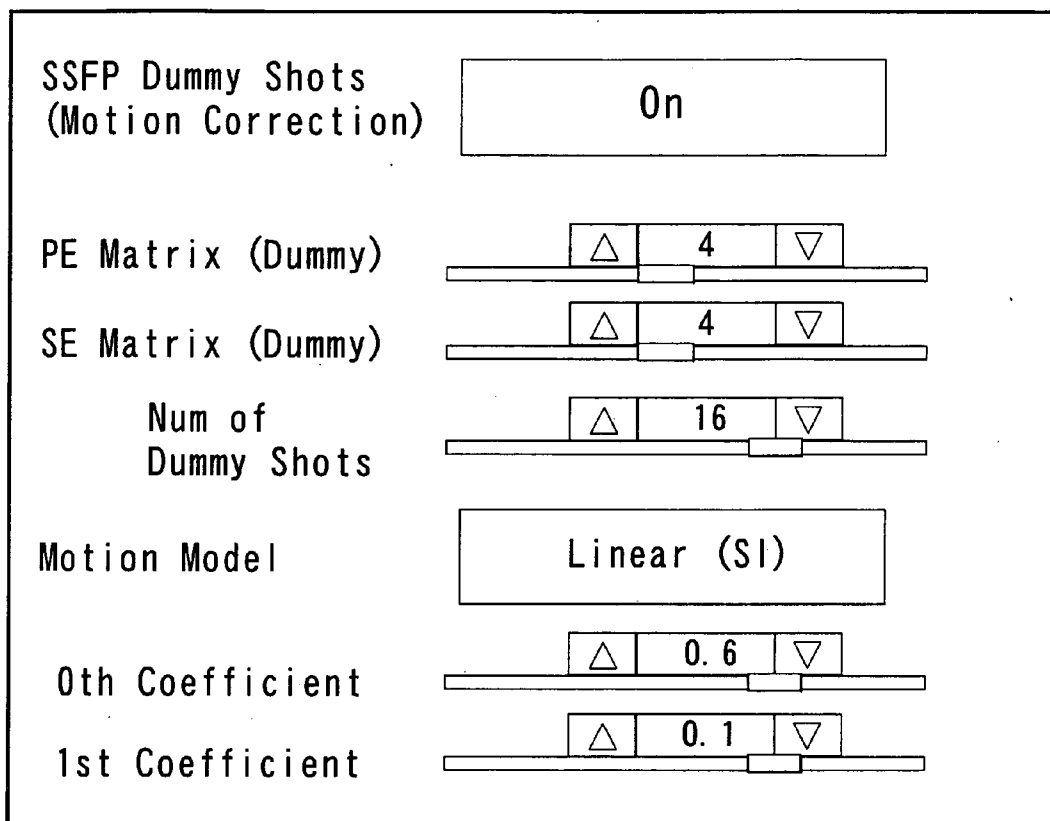 SSFP Dummy Shots
(Motion Correction)
On
PE Matrix (Dummy)
4
SE Matrix (Dummy)
4
Num of
Dummy Shots
16
Motion Model
Linear (SI)
0th Coefficient
0.6
1st Coefficient
0.1